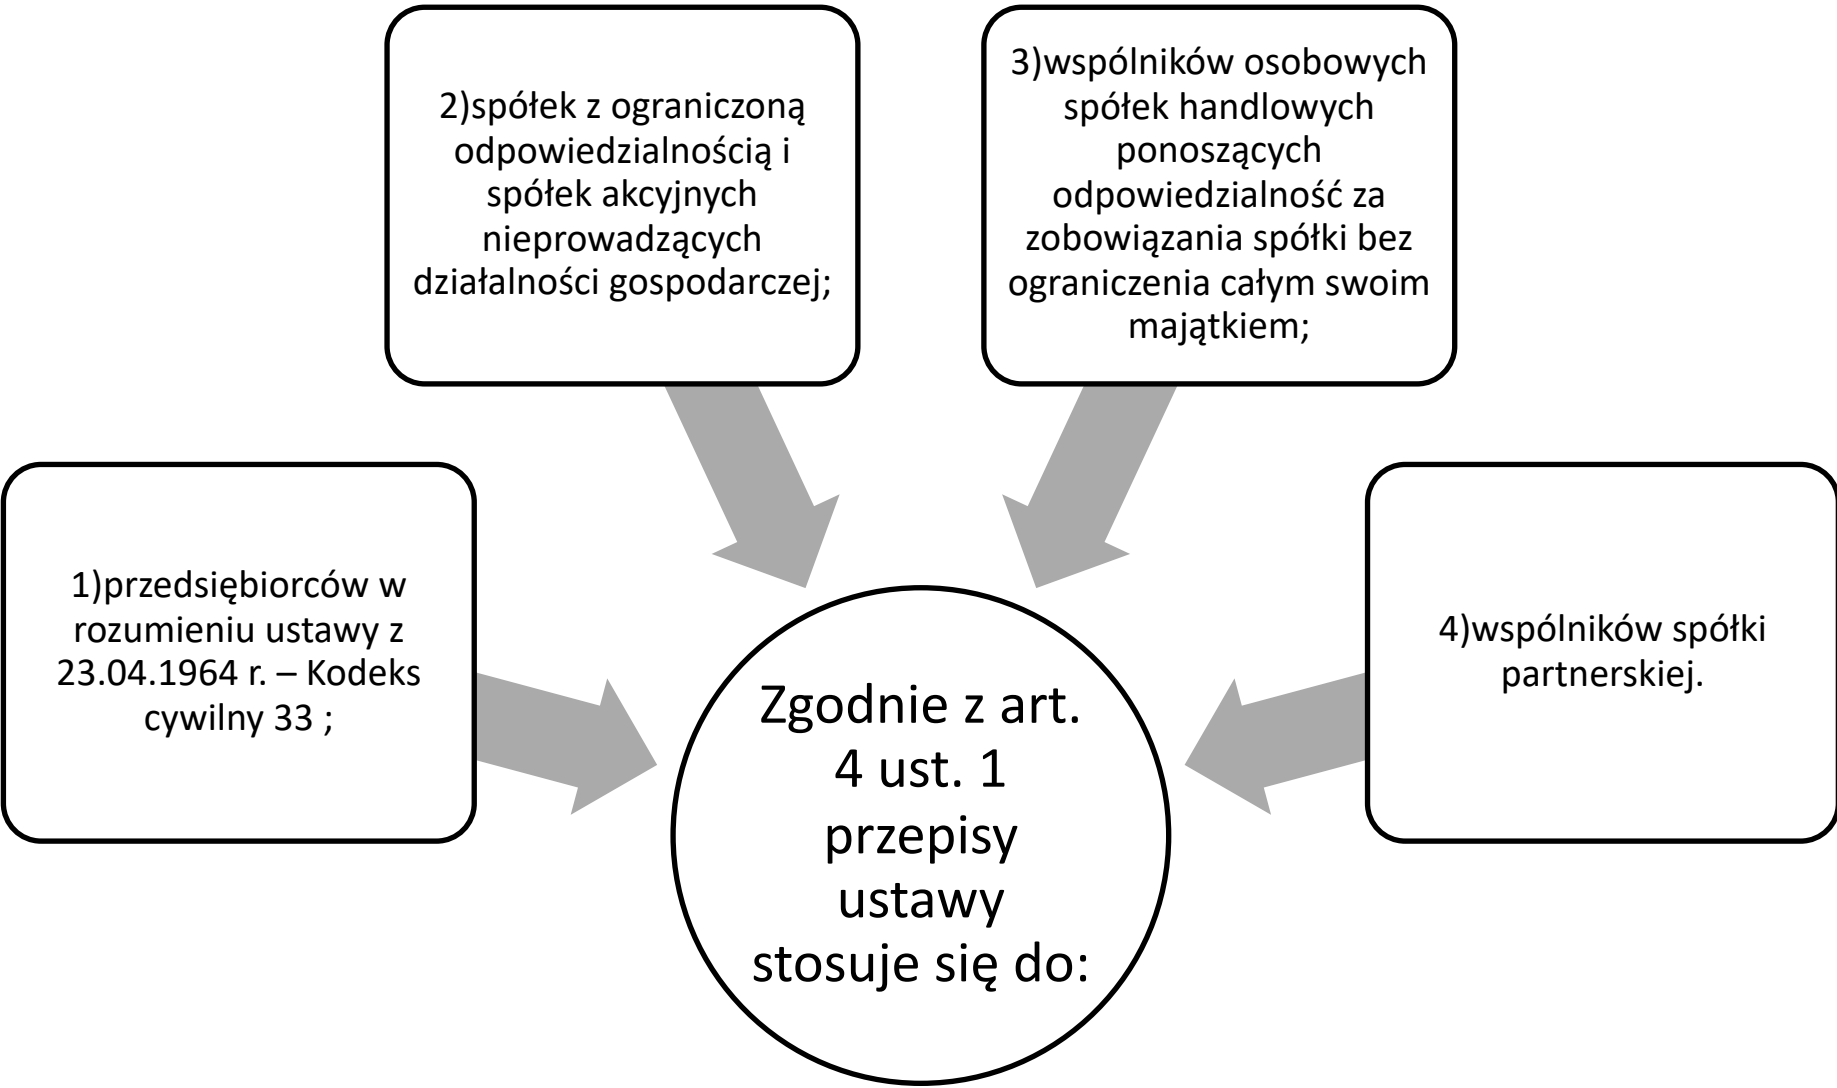 2)spółek z ograniczoną
odpowiedzialnością i
spółek akcyjnych
nieprowadzących
działalności gospodarczej;
3)wspólników osobowych
spółek handlowych
ponoszących
odpowiedzialność za
zobowiązania spółki bez
ograniczenia całym swoim
majątkiem;
1)przedsiębiorców w
rozumieniu ustawy z
23.04.1964 r. – Kodeks
cywilny 33 ;
4)wspólników spółki
partnerskiej.
Zgodnie z art.
4 ust. 1
przepisy
ustawy
stosuje się do: